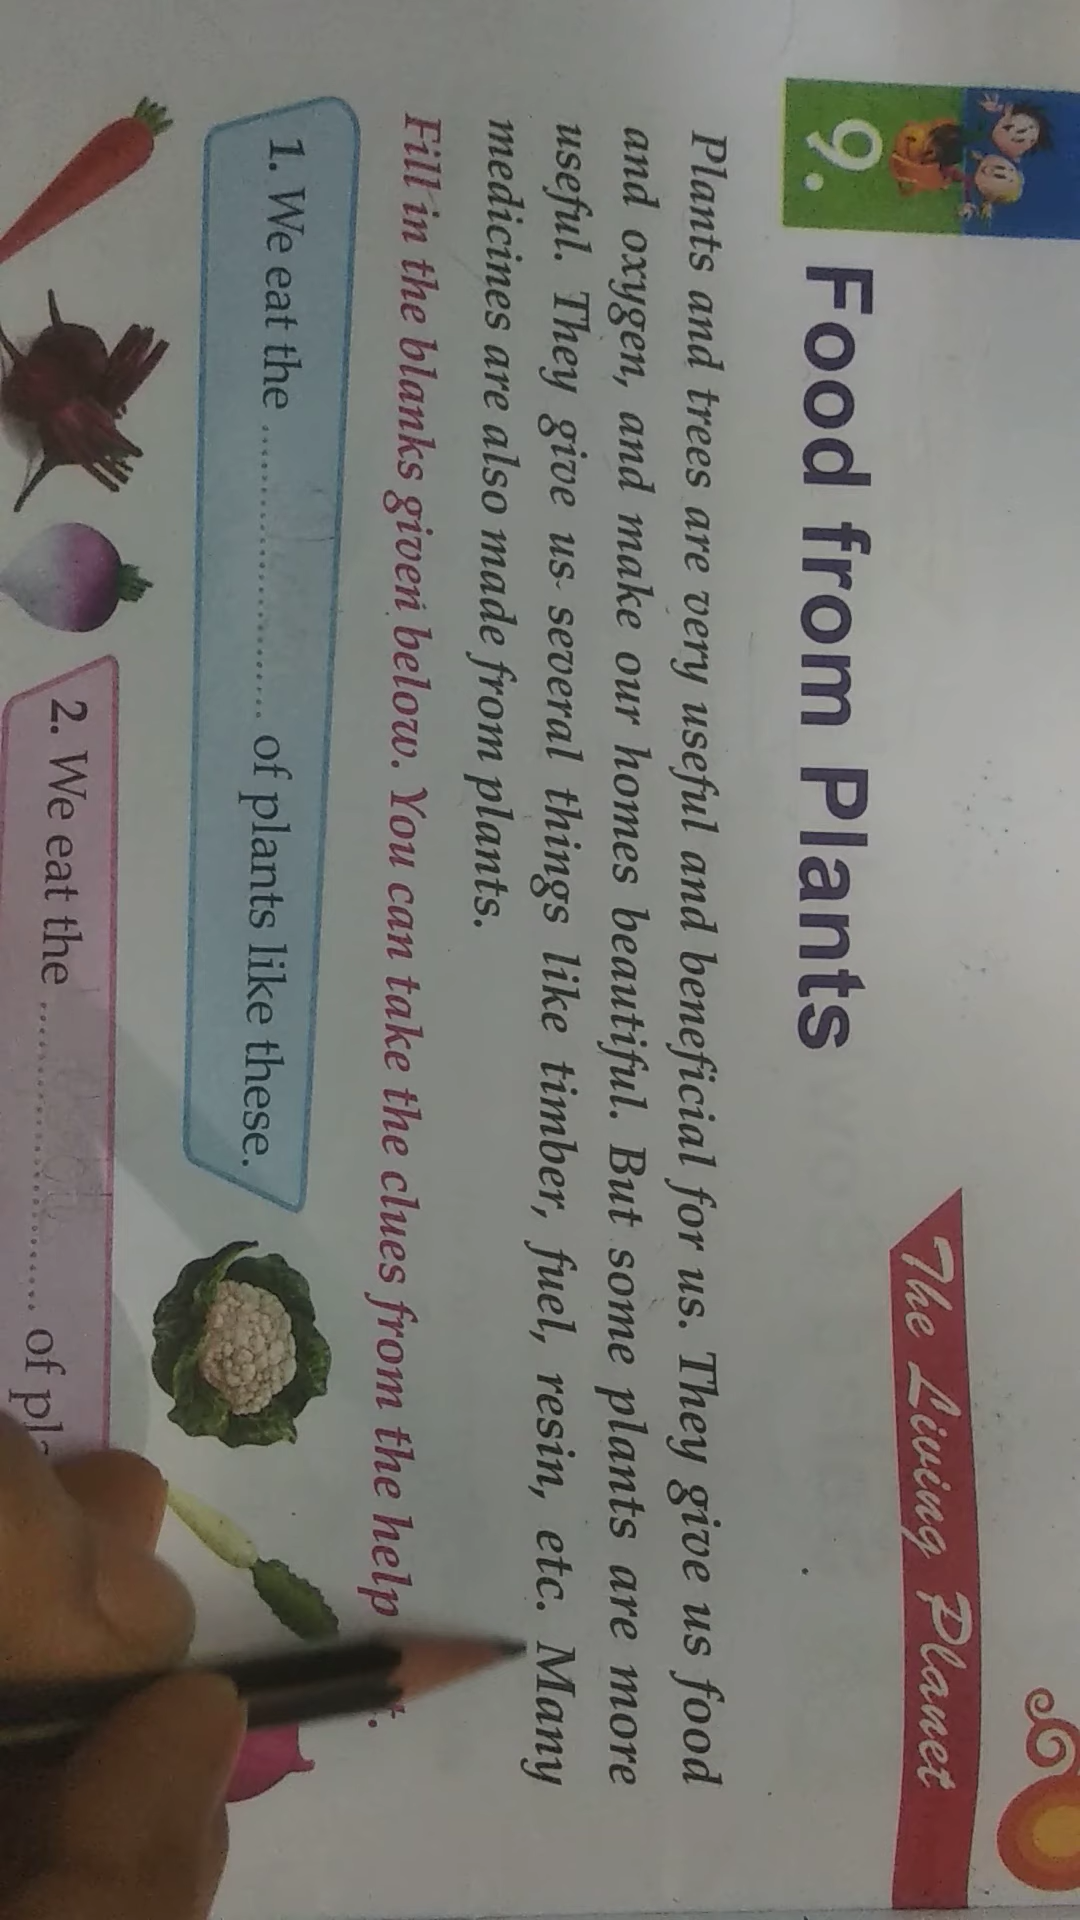 9. Food from Plants
The Living Planet
Plants and trees are very useful and beneficial for us. They give us food
and oxygen, and make our homes beautiful. But some plants are more
useful. They give us several things like timber, fuel, resin, etc. Many
medicines are also made from plants.
Fill in the blanks given below. You can take the clues from the help
1. We eat the .............................. of plants like these.
2. We eat the .............................. of